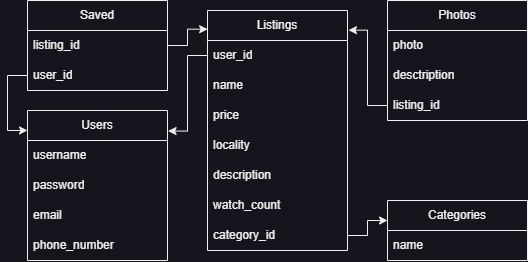 Saved
listing_id
user_id
Users
username
password
email
phone_number
Listings
user_id
name
price
locality
description
watch_count
category_id
Photos
photo
desctription
listing_id
Categories
name